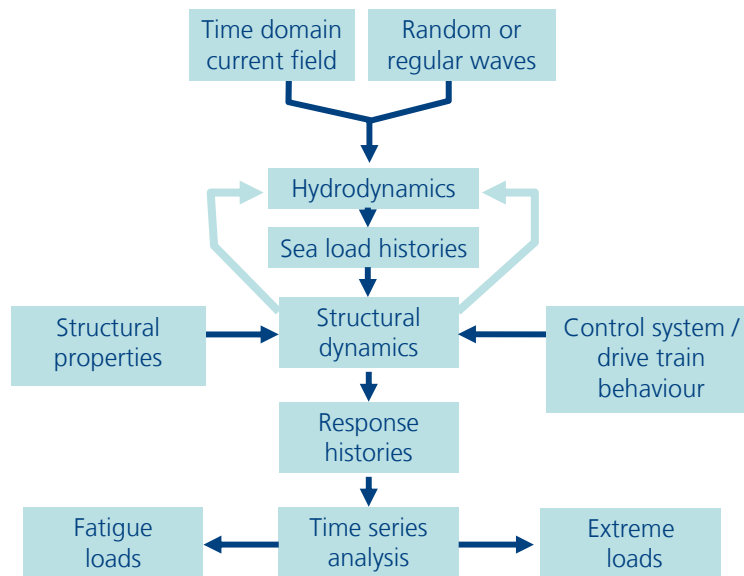 Time domain
current field
Random or
regular waves
Hydrodynamics
Sea load histories
Structural
properties
Structural
dynamics
Control system /
drive train
behaviour
Response
histories
Fatigue
loads
Time series
analysis
Extreme
loads